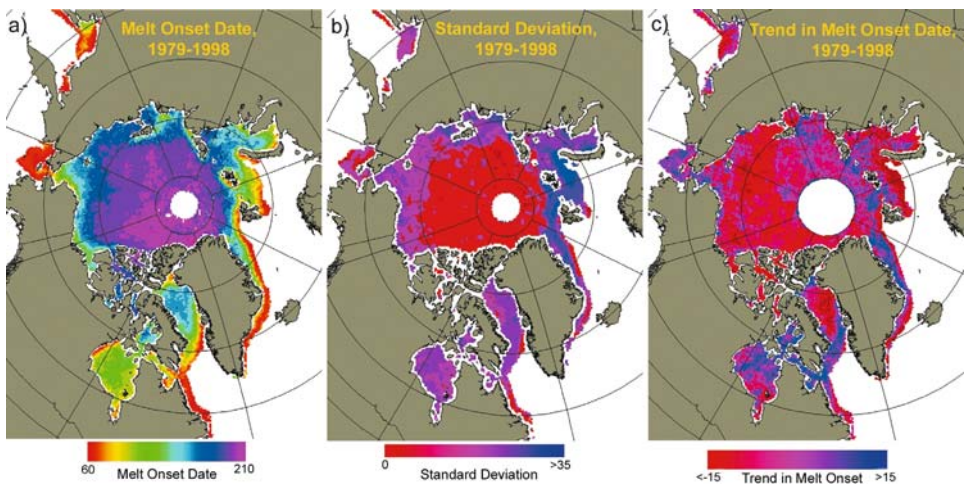 a)
Melt Onset Date,
1979-1998
60
210
Melt Onset Date
b)
Standard Deviation,
1979-1998
0
>35
Standard Deviation
c)
Trend in Melt Onset Date,
1979-1998
<-15
>15
Trend in Melt Onset